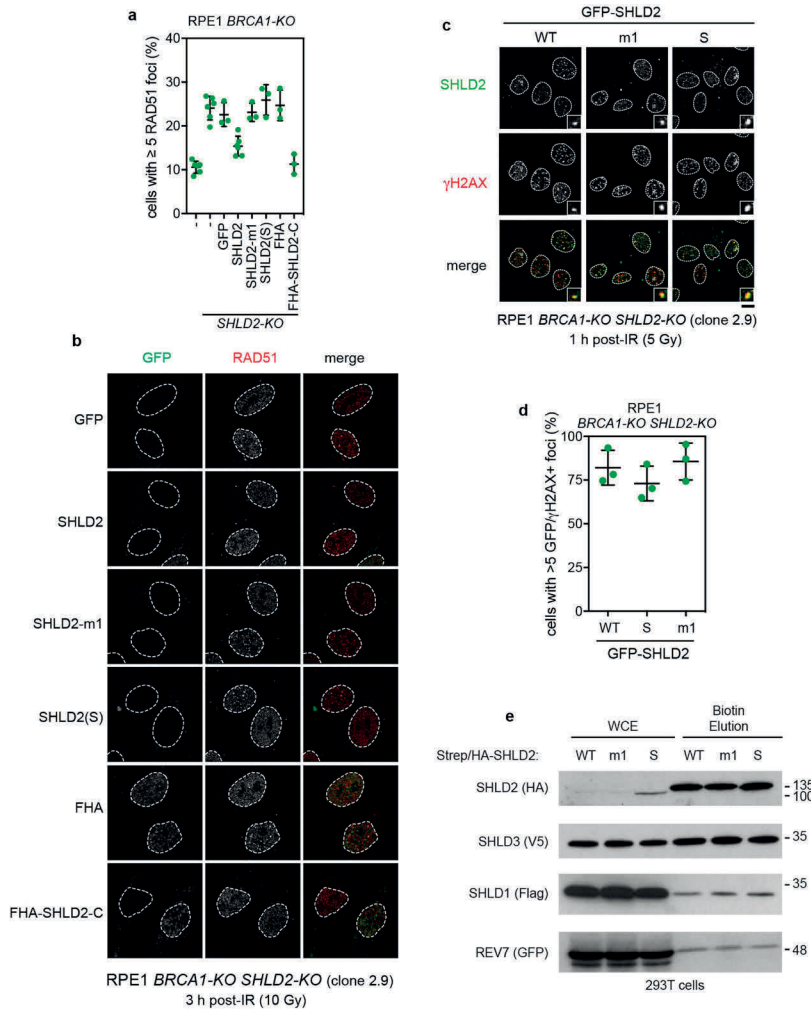 a
RPE1 BRCA1-KO
cells with ≥ 5 RAD51 foci (%)
40
30
20
10
0
-
-
GFP
SHLD2
SHLD2-m1
SHLD2(S)
FHA
FHA-SHLD2-C
SHLD2-KO
b
GFP RAD51 merge
GFP
SHLD2
SHLD2-m1
SHLD2(S)
FHA
FHA-SHLD2-C
RPE1 BRCA1-KO SHLD2-KO (clone 2.9)
3 h post-IR (10 Gy)
c
GFP-SHLD2
WT m1 S
SHLD2
γH2AX
merge
RPE1 BRCA1-KO SHLD2-KO (clone 2.9)
1 h post-IR (5 Gy)
d
RPE1
BRCA1-KO SHLD2-KO
cells with >5 GFP/γH2AX+ foci (%)
100
75
50
25
0
WT S m1
GFP-SHLD2
e
WCE Biotin Elution
Strep/HA-SHLD2: WT m1 S WT m1 S
SHLD2 (HA) - 135
- 100
SHLD3 (V5) - 35
SHLD1 (Flag) - 35
REV7 (GFP) - 48
293T cells